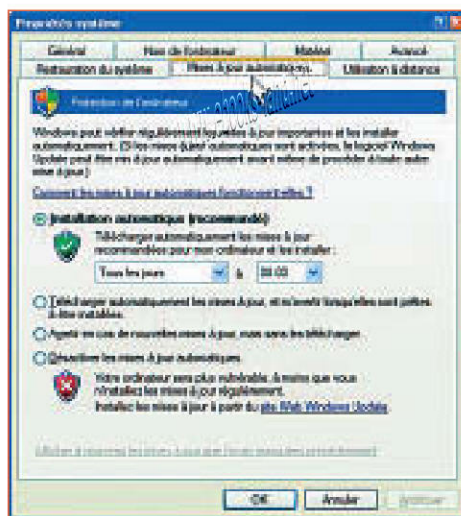 Propriétés système
Général
Nom de l'ordinateur
Matériel
Avancé
Restauration du système
Mises à jour automatiques
Utilisation à distance
Protection de l'ordinateur
Windows peut vérifier régulièrement les mises à jour importantes et les installer
automatiquement. (Si les mises à jour automatiques sont activées, le logiciel Windows
Update peut être mis à jour automatiquement avant même de procéder à toute autre
mise à jour.)
Comment les mises à jour automatiques fonctionnent-elles ?
Installation automatique (recommandé)
Télécharger automatiquement les mises à jour
recommandées pour mon ordinateur et les installer :
Tous les jours
à
Télécharger automatiquement les mises à jour, et m'avertir lorsqu'elles sont prêtes
à être installées.
Avertir en cas de nouvelles mises à jour, mais sans les télécharger.
Désactiver les mises à jour automatiques.
Votre ordinateur sera plus vulnérable, à moins que vous
n'installiez les mises à jour régulièrement.
Installez les mises à jour à partir du site Web Windows Update.
OK
Annuler
Appliquer